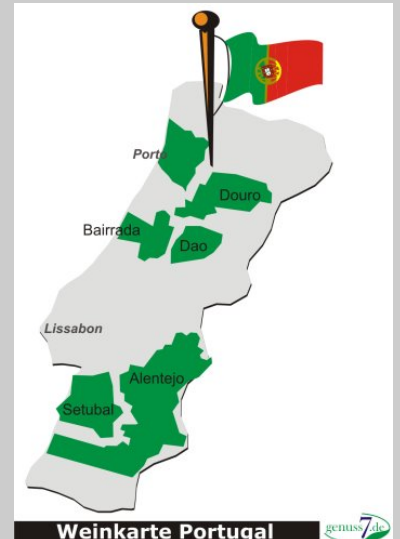 Porto
Douro
Bairrada
Dao
Lissabon
Alentejo
Setubal
Weinkarte Portugal
genuss7.de